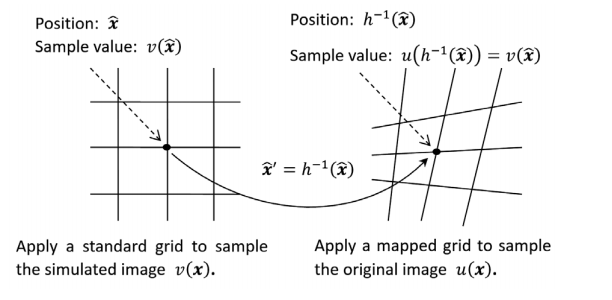 Position: x̂
Sample value: v(x̂)
Position: h⁻¹(x̂)
Sample value: u(h⁻¹(x̂)) = v(x̂)
x̂′ = h⁻¹(x̂)
Apply a standard grid to sample
the simulated image v(x).
Apply a mapped grid to sample
the original image u(x).